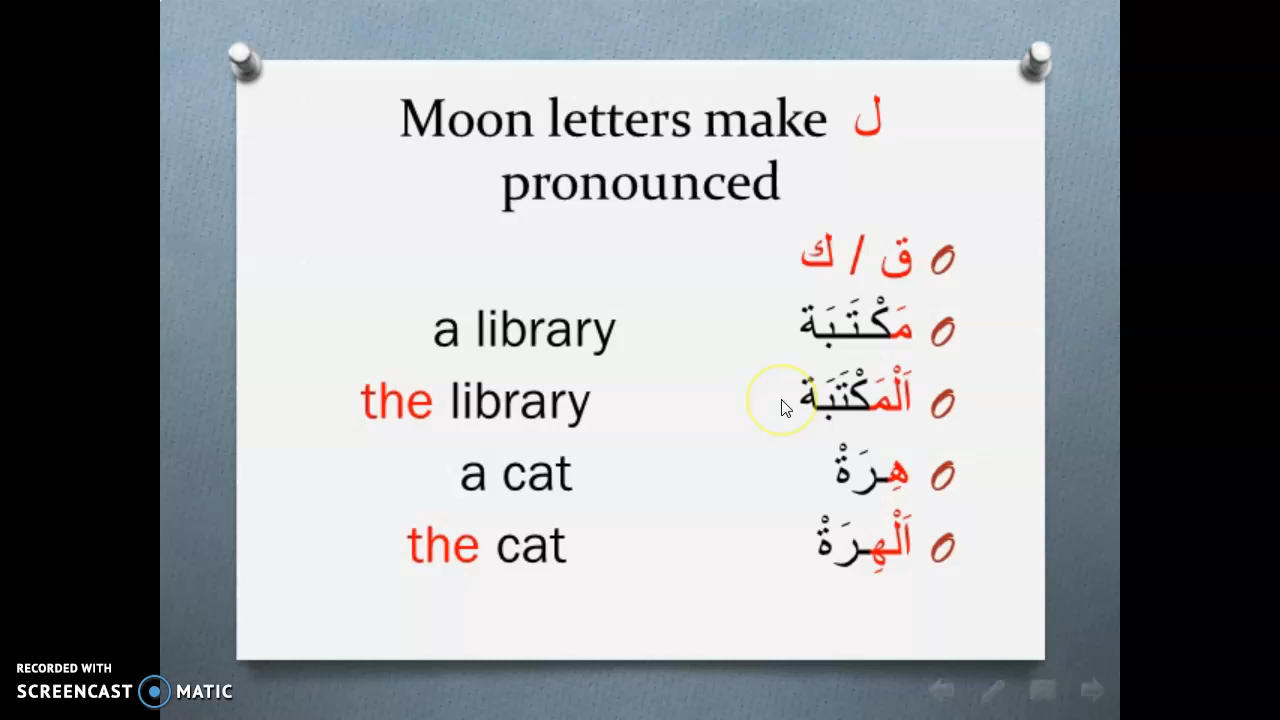 Moon letters make ل
pronounced
ق / ك
مَكْتَبَة a library
اَلْمَكْتَبَة the library
هِرَةْ a cat
اَلْهِرَةْ the cat
RECORDED WITH
SCREENCAST MATIC